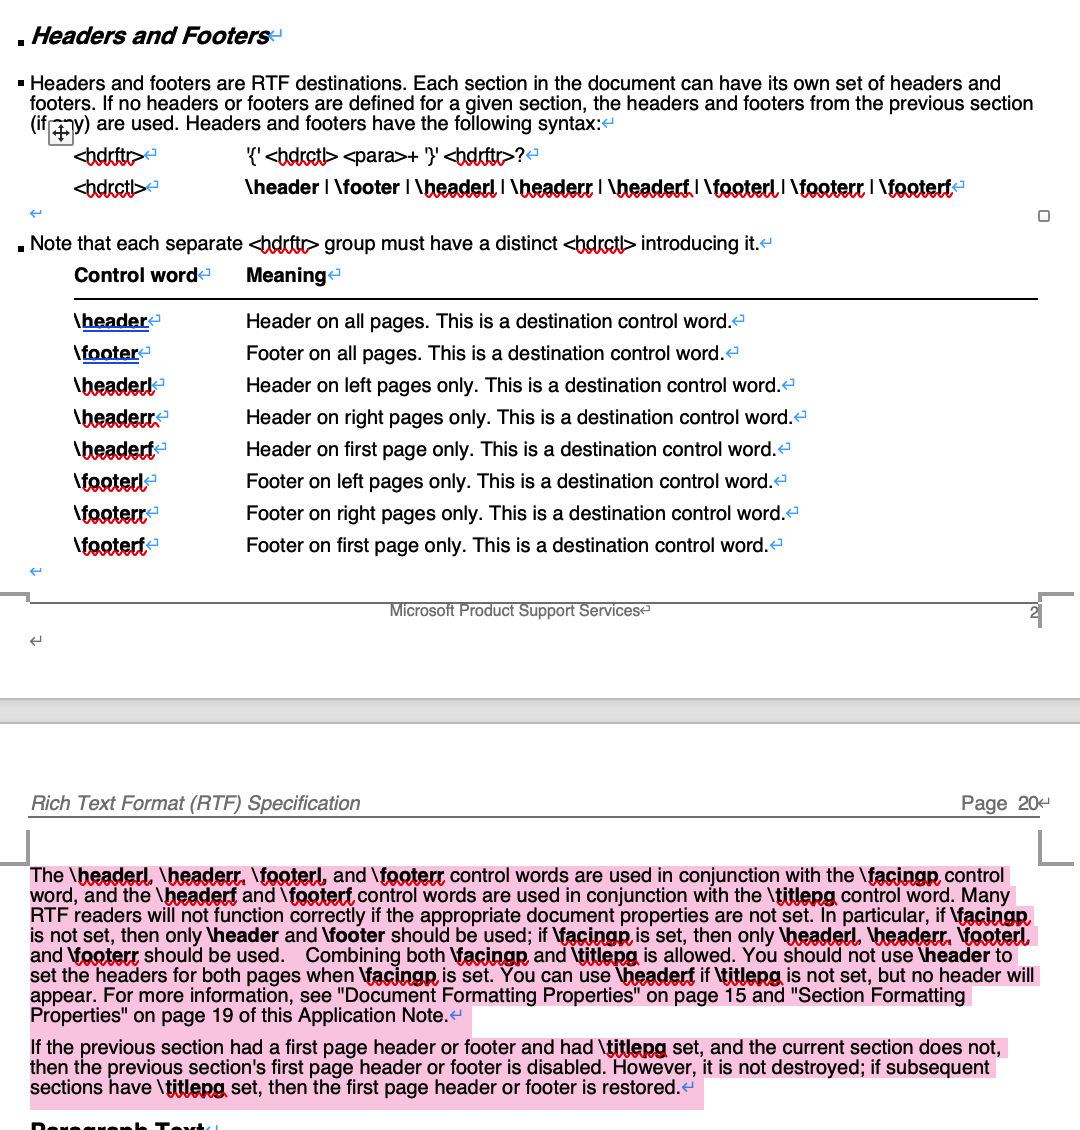 Headers and Footers
Headers and footers are RTF destinations. Each section in the document can have its own set of headers and
footers. If no headers or footers are defined for a given section, the headers and footers from the previous section
(if any) are used. Headers and footers have the following syntax:
<hdrftr> '{' <hdrctl> <para>+ '}' <hdrftr>?
<hdrctl> \header | \footer | \headerl | \headerr | \headerf | \footerl | \footerr | \footerf
Note that each separate <hdrftr> group must have a distinct <hdrctl> introducing it.
Control word Meaning
\header Header on all pages. This is a destination control word.
\footer Footer on all pages. This is a destination control word.
\headerl Header on left pages only. This is a destination control word.
\headerr Header on right pages only. This is a destination control word.
\headerf Header on first page only. This is a destination control word.
\footerl Footer on left pages only. This is a destination control word.
\footerr Footer on right pages only. This is a destination control word.
\footerf Footer on first page only. This is a destination control word.
Microsoft Product Support Services 2
Rich Text Format (RTF) Specification Page 20
The \headerl, \headerr, \footerl, and \footerr control words are used in conjunction with the \facingp control
word, and the \headerf and \footerf control words are used in conjunction with the \titlepg control word. Many
RTF readers will not function correctly if the appropriate document properties are not set. In particular, if \facingp
is not set, then only \header and \footer should be used; if \facingp is set, then only \headerl, \headerr, \footerl,
and \footerr should be used. Combining both \facingp and \titlepg is allowed. You should not use \header to
set the headers for both pages when \facingp is set. You can use \headerf if \titlepg is not set, but no header will
appear. For more information, see "Document Formatting Properties" on page 15 and "Section Formatting
Properties" on page 19 of this Application Note.
If the previous section had a first page header or footer and had \titlepg set, and the current section does not,
then the previous section's first page header or footer is disabled. However, it is not destroyed; if subsequent
sections have \titlepg set, then the first page header or footer is restored.
Paragraph Text